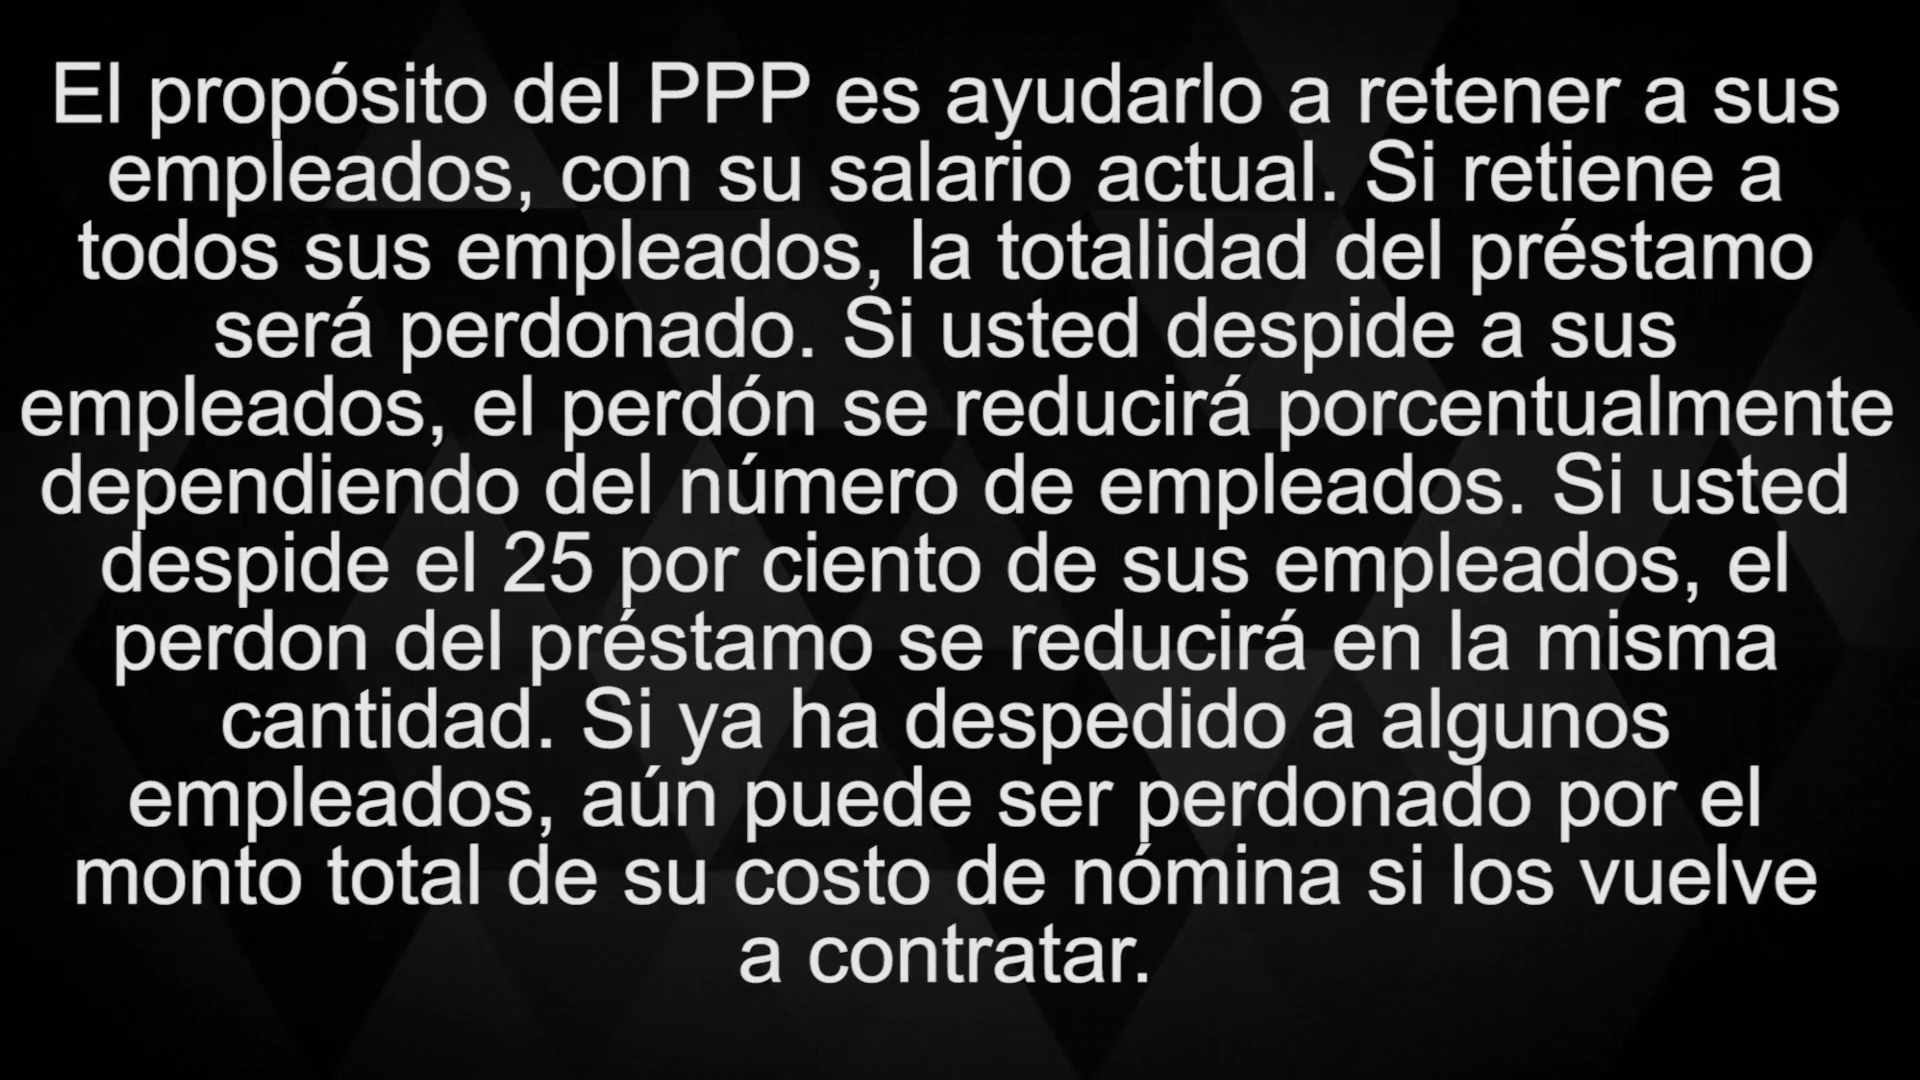 El propósito del PPP es ayudarlo a retener a sus
empleados, con su salario actual. Si retiene a
todos sus empleados, la totalidad del préstamo
será perdonado. Si usted despide a sus
empleados, el perdón se reducirá porcentualmente
dependiendo del número de empleados. Si usted
despide el 25 por ciento de sus empleados, el
perdon del préstamo se reducirá en la misma
cantidad. Si ya ha despedido a algunos
empleados, aún puede ser perdonado por el
monto total de su costo de nómina si los vuelve
a contratar.